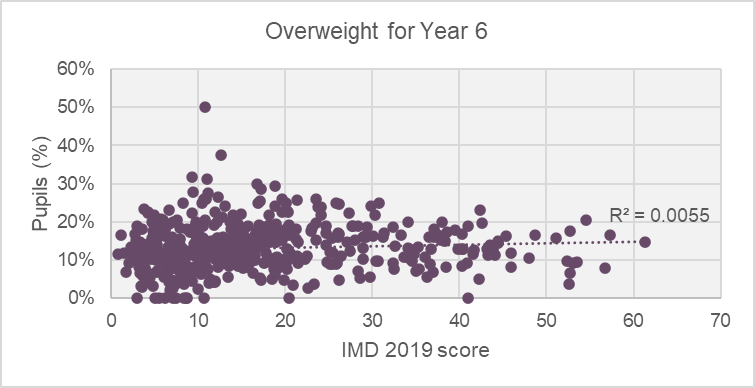 Overweight for Year 6
60%
50%
40%
30%
20%
10%
0%
Pupils (%)
R² = 0.0055
0 10 20 30 40 50 60 70
IMD 2019 score